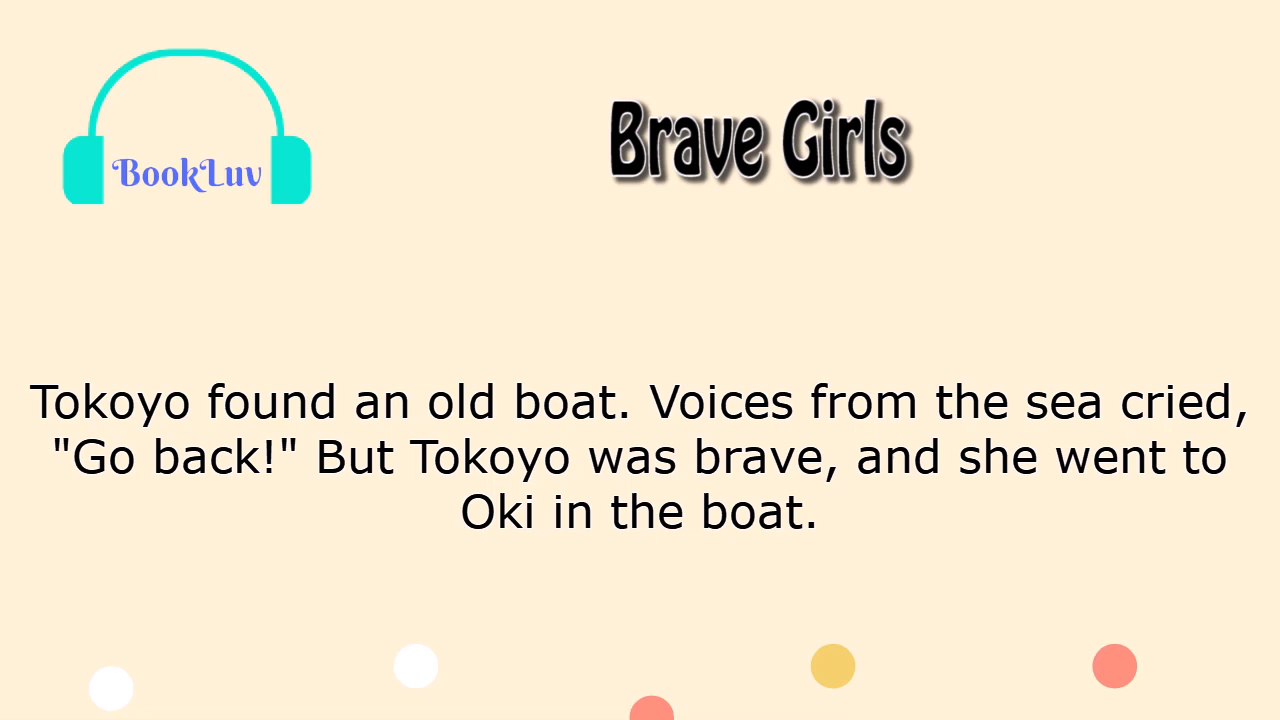 BookLuv
Brave Girls
Tokoyo found an old boat. Voices from the sea cried,
"Go back!" But Tokoyo was brave, and she went to
Oki in the boat.